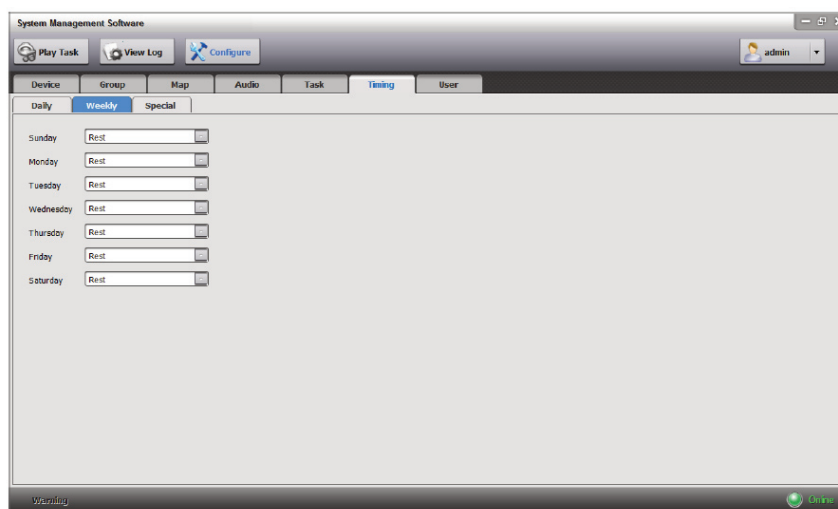 System Management Software
Play Task View Log Configure admin
Device Group Map Audio Task Timing User
Daily Weekly Special
Sunday Rest
Monday Rest
Tuesday Rest
Wednesday Rest
Thursday Rest
Friday Rest
Saturday Rest
Warning Online